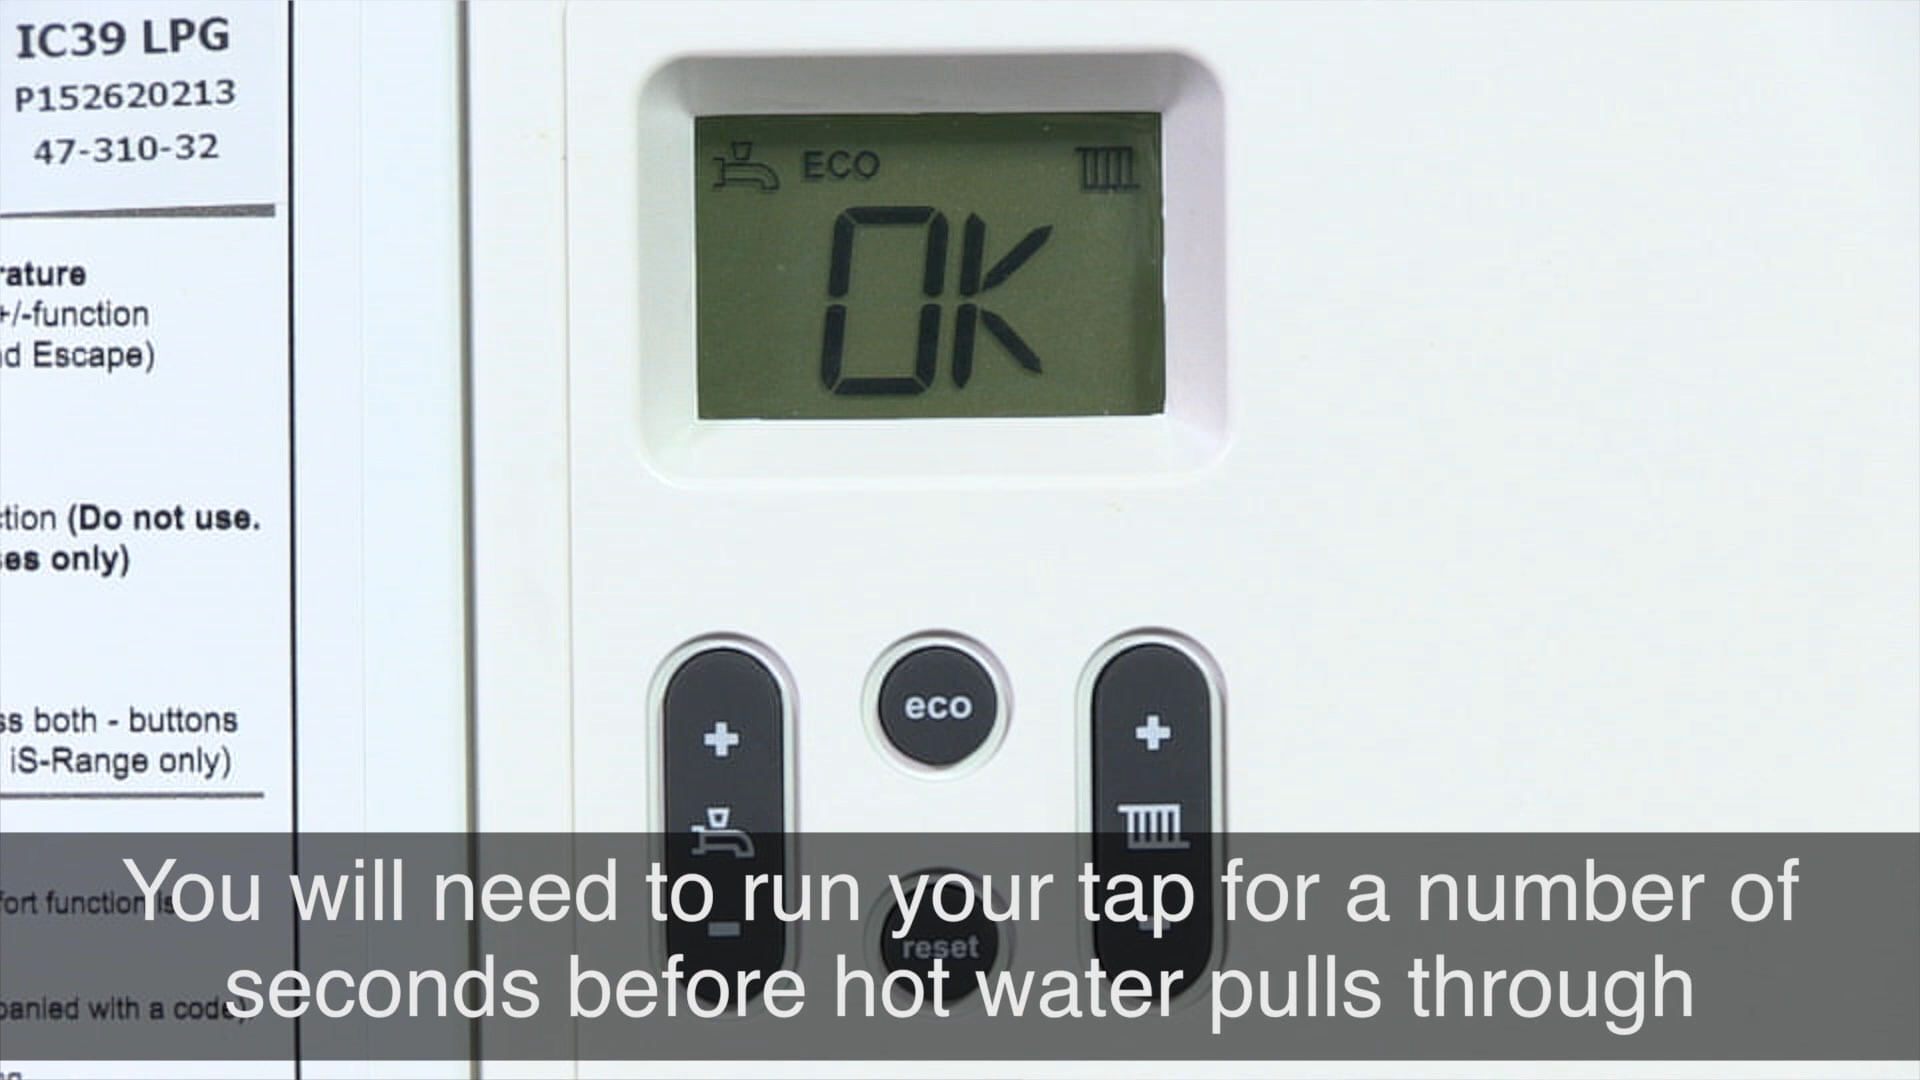 IC39 LPG
P152620213
47-310-32
rature
+/-function
d Escape)
tion (Do not use.
es only)
ss both - buttons
iS-Range only)
fort function is
panied with a code)
ECO
OK
+
eco
+
-
reset
-
You will need to run your tap for a number of
seconds before hot water pulls through